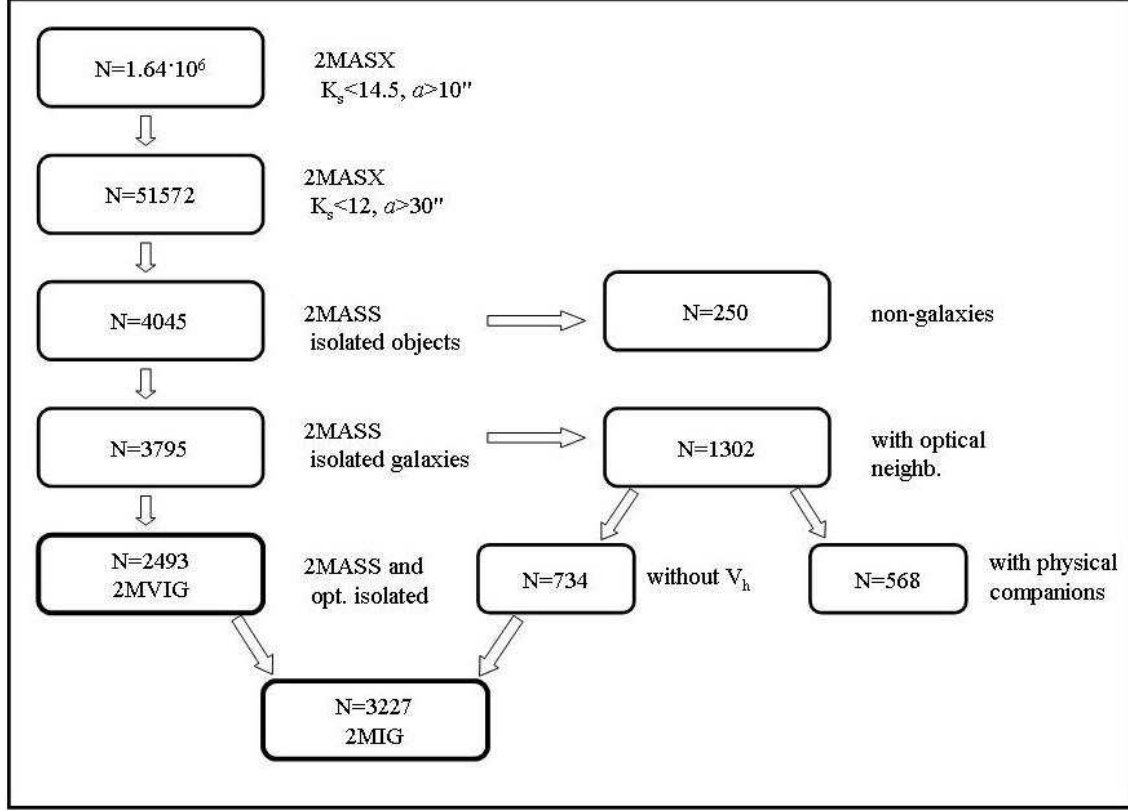 N=1.64·10⁶
2MASX
Kₛ<14.5, a>10"
N=51572
2MASX
Kₛ<12, a>30"
N=4045
2MASS
isolated objects
N=250
non-galaxies
N=3795
2MASS
isolated galaxies
N=1302
with optical
neighb.
N=2493
2MVIG
2MASS and
opt. isolated
N=734
without Vₕ
N=568
with physical
companions
N=3227
2MIG